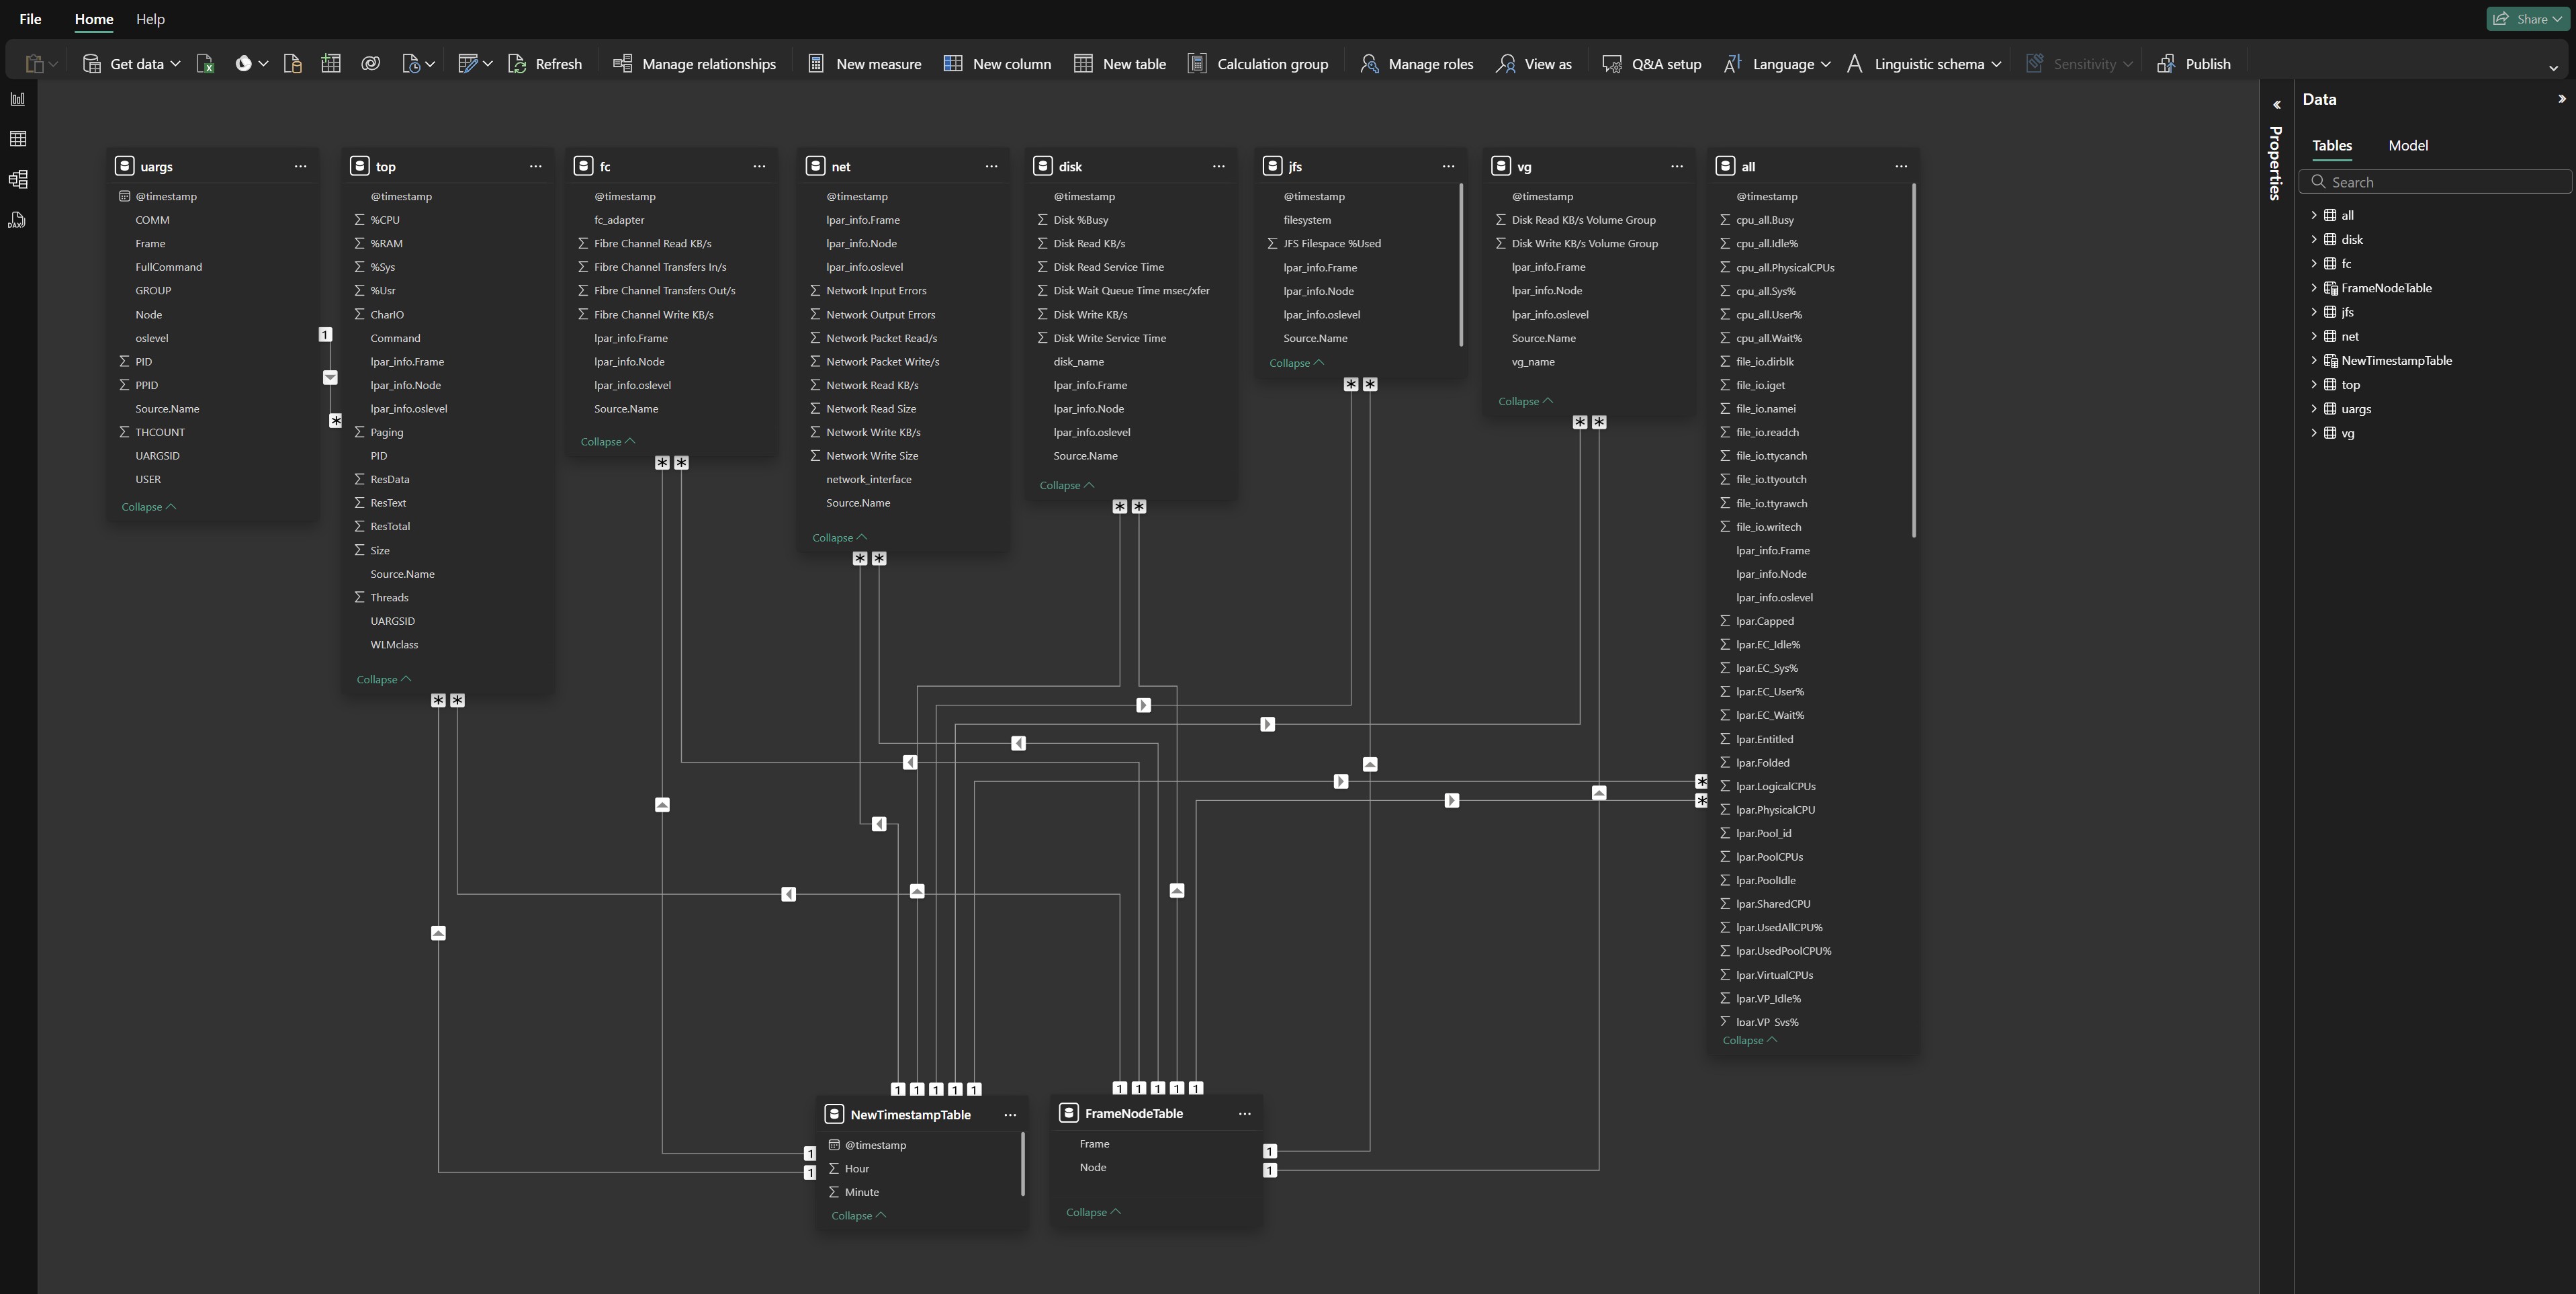 File Home Help Share
Get data Refresh Manage relationships New measure New column New table Calculation group Manage roles View as Q&A setup Language Linguistic schema Sensitivity Publish
uargs
@timestamp
COMM
Frame
FullCommand
GROUP
Node
oslevel
PID
PPID
Source.Name
THCOUNT
UARGSID
USER
Collapse
1
*
top
@timestamp
%CPU
%RAM
%Sys
%Usr
CharIO
Command
lpar_info.Frame
lpar_info.Node
lpar_info.oslevel
Paging
PID
ResData
ResText
ResTotal
Size
Source.Name
Threads
UARGSID
WLMclass
Collapse
* *
fc
@timestamp
fc_adapter
Fibre Channel Read KB/s
Fibre Channel Transfers In/s
Fibre Channel Transfers Out/s
Fibre Channel Write KB/s
lpar_info.Frame
lpar_info.Node
lpar_info.oslevel
Source.Name
Collapse
* *
net
@timestamp
lpar_info.Frame
lpar_info.Node
lpar_info.oslevel
Network Input Errors
Network Output Errors
Network Packet Read/s
Network Packet Write/s
Network Read KB/s
Network Read Size
Network Write KB/s
Network Write Size
network_interface
Source.Name
Collapse
* *
disk
@timestamp
Disk %Busy
Disk Read KB/s
Disk Read Service Time
Disk Wait Queue Time msec/xfer
Disk Write KB/s
Disk Write Service Time
disk_name
lpar_info.Frame
lpar_info.Node
lpar_info.oslevel
Source.Name
Collapse
* *
jfs
@timestamp
filesystem
JFS Filespace %Used
lpar_info.Frame
lpar_info.Node
lpar_info.oslevel
Source.Name
Collapse
* *
vg
@timestamp
Disk Read KB/s Volume Group
Disk Write KB/s Volume Group
lpar_info.Frame
lpar_info.Node
lpar_info.oslevel
Source.Name
vg_name
Collapse
* *
all
@timestamp
cpu_all.Busy
cpu_all.Idle%
cpu_all.PhysicalCPUs
cpu_all.Sys%
cpu_all.User%
cpu_all.Wait%
file_io.dirblk
file_io.iget
file_io.namei
file_io.readch
file_io.ttycanch
file_io.ttyoutch
file_io.ttyrawch
file_io.writech
lpar_info.Frame
lpar_info.Node
lpar_info.oslevel
lpar.Capped
lpar.EC_Idle%
lpar.EC_Sys%
lpar.EC_User%
lpar.EC_Wait%
lpar.Entitled
lpar.Folded
lpar.LogicalCPUs
lpar.PhysicalCPU
lpar.Pool_id
lpar.PoolCPUs
lpar.PoolIdle
lpar.SharedCPU
lpar.UsedAllCPU%
lpar.UsedPoolCPU%
lpar.VirtualCPUs
lpar.VP_Idle%
lpar.VP_Sys%
Collapse
*
*
1 1 1 1 1
1
1
NewTimestampTable
@timestamp
Hour
Minute
Collapse
1 1 1 1 1
FrameNodeTable
Frame
Node
Collapse
1
1
Properties
Data
Tables Model
Search
all
disk
fc
FrameNodeTable
jfs
net
NewTimestampTable
top
uargs
vg
DAX